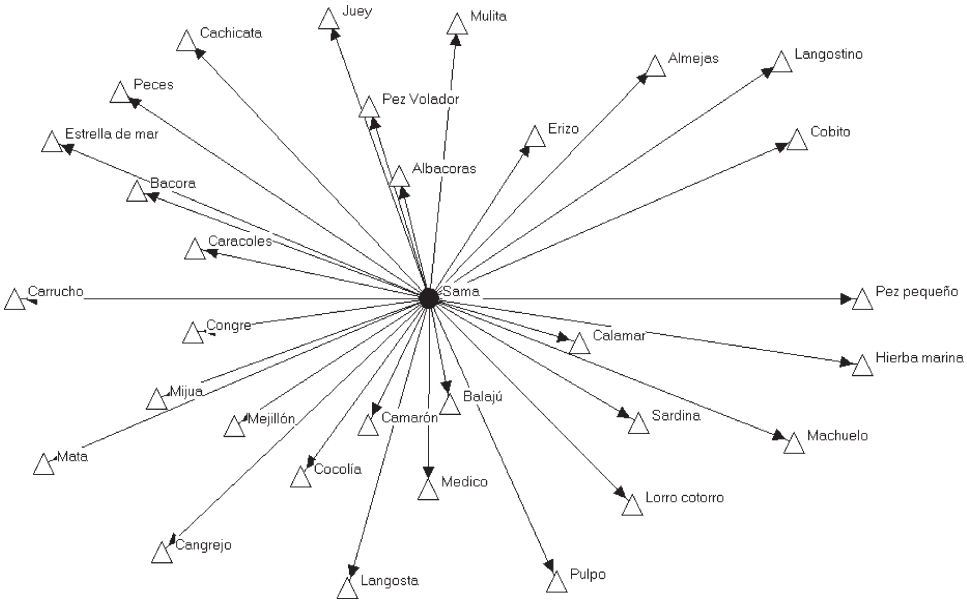 Juey
Mulita
Cachicata
Langostino
Almejas
Peces
Pez Volador
Erizo
Cobito
Estrella de mar
Albacoras
Bacora
Caracoles
Carrucho
Sama
Pez pequeño
Congre
Calamar
Hierba marina
Mijua
Balajú
Mejillón
Camarón
Sardina
Machuelo
Mata
Cocolía
Medico
Lorro cotorro
Cangrejo
Langosta
Pulpo